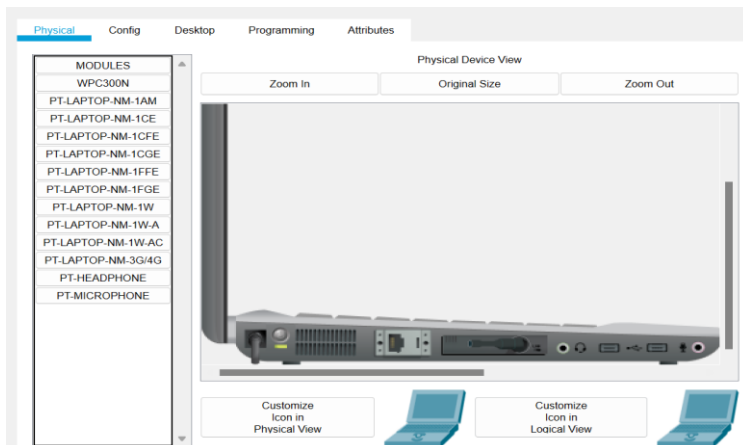 Physical Config Desktop Programming Attributes
MODULES
WPC300N
PT-LAPTOP-NM-1AM
PT-LAPTOP-NM-1CE
PT-LAPTOP-NM-1CFE
PT-LAPTOP-NM-1CGE
PT-LAPTOP-NM-1FFE
PT-LAPTOP-NM-1FGE
PT-LAPTOP-NM-1W
PT-LAPTOP-NM-1W-A
PT-LAPTOP-NM-1W-AC
PT-LAPTOP-NM-3G/4G
PT-HEADPHONE
PT-MICROPHONE
Physical Device View
Zoom In Original Size Zoom Out
Customize
Icon in
Physical View
Customize
Icon in
Logical View